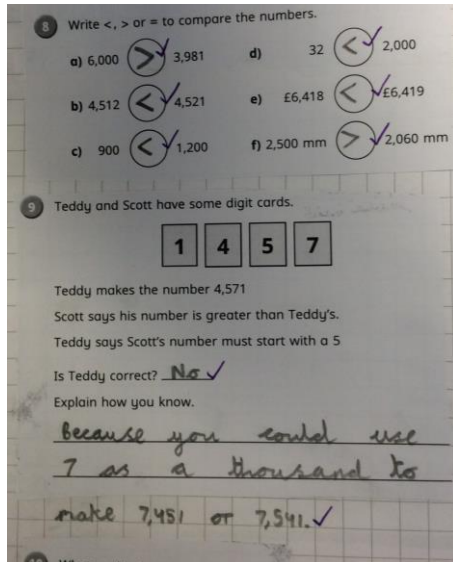 8 Write <, > or = to compare the numbers.
a) 6,000 > 3,981 d) 32 < 2,000
b) 4,512 < 4,521 e) £6,418 < £6,419
c) 900 < 1,200 f) 2,500 mm > 2,060 mm
9 Teddy and Scott have some digit cards.
1 4 5 7
Teddy makes the number 4,571
Scott says his number is greater than Teddy's.
Teddy says Scott's number must start with a 5
Is Teddy correct? No
Explain how you know.
Because you could use
7 as a thousand to
make 7,451 or 7,541.